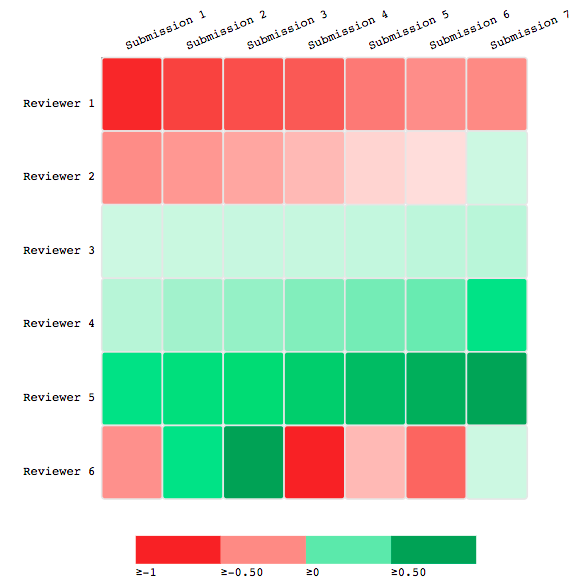 Submission 1
Submission 2
Submission 3
Submission 4
Submission 5
Submission 6
Submission 7
Reviewer 1
Reviewer 2
Reviewer 3
Reviewer 4
Reviewer 5
Reviewer 6
≥-1 ≥-0.50 ≥0 ≥0.50